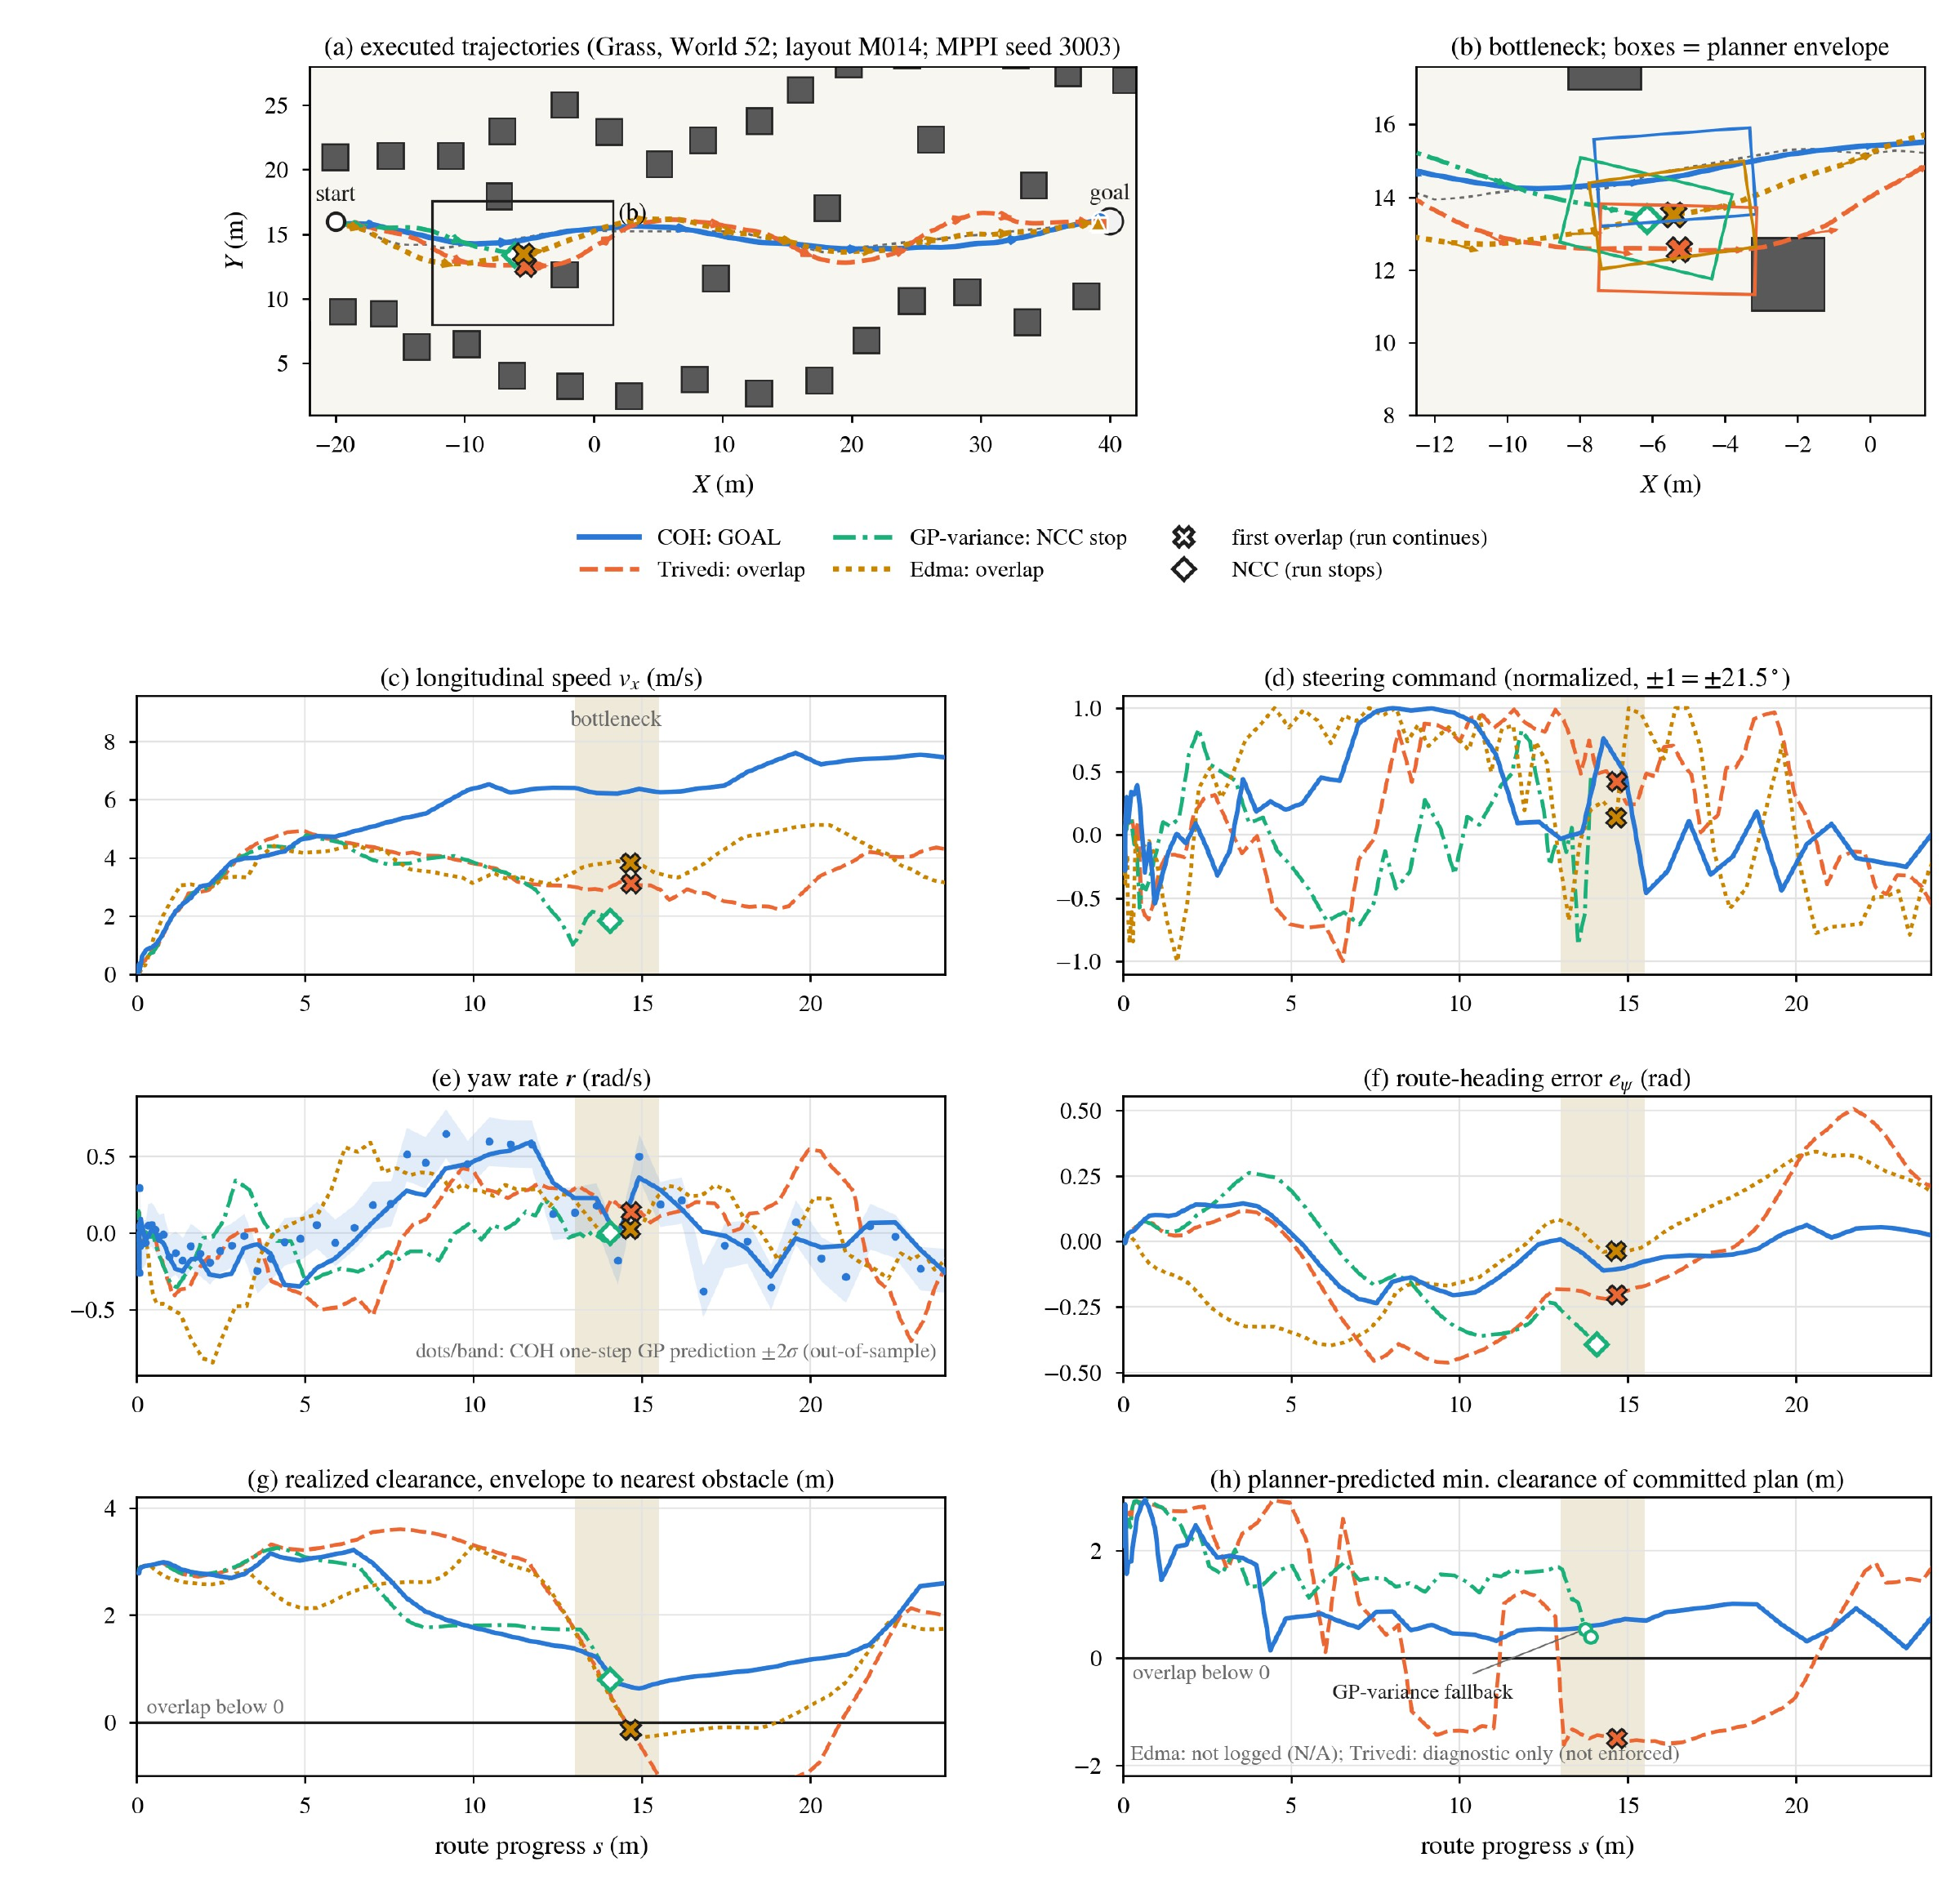 (a) executed trajectories (Grass, World 52; layout M014; MPPI seed 3003)
(b) bottleneck; boxes = planner envelope
25
20
15
10
5
Y (m)
start
goal
(b)
−20
−10
0
10
20
30
40
X (m)
16
14
12
10
8
−12
−10
−8
−6
−4
−2
0
X (m)
COH: GOAL
GP-variance: NCC stop
first overlap (run continues)
Trivedi: overlap
Edma: overlap
NCC (run stops)
(c) longitudinal speed vₓ (m/s)
bottleneck
8
6
4
2
0
0
5
10
15
20
(d) steering command (normalized, ±1 = ±21.5°)
1.0
0.5
0.0
−0.5
−1.0
0
5
10
15
20
(e) yaw rate r (rad/s)
0.5
0.0
−0.5
dots/band: COH one-step GP prediction ±2σ (out-of-sample)
0
5
10
15
20
(f) route-heading error e_ψ (rad)
0.50
0.25
0.00
−0.25
−0.50
0
5
10
15
20
(g) realized clearance, envelope to nearest obstacle (m)
4
2
0
overlap below 0
0
5
10
15
20
route progress s (m)
(h) planner-predicted min. clearance of committed plan (m)
2
0
−2
overlap below 0
GP-variance fallback
Edma: not logged (N/A); Trivedi: diagnostic only (not enforced)
0
5
10
15
20
route progress s (m)